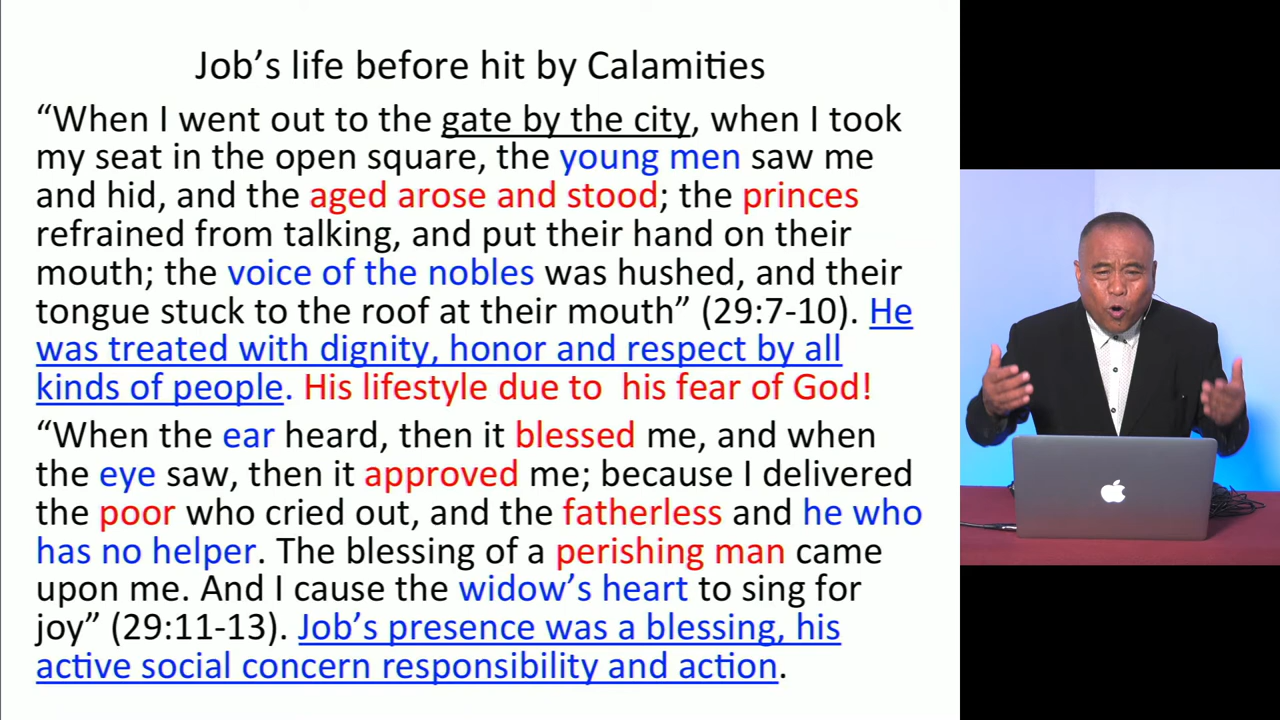 Job’s life before hit by Calamities
“When I went out to the gate by the city, when I took
my seat in the open square, the young men saw me
and hid, and the aged arose and stood; the princes
refrained from talking, and put their hand on their
mouth; the voice of the nobles was hushed, and their
tongue stuck to the roof at their mouth” (29:7-10). He
was treated with dignity, honor and respect by all
kinds of people. His lifestyle due to  his fear of God!
“When the ear heard, then it blessed me, and when
the eye saw, then it approved me; because I delivered
the poor who cried out, and the fatherless and he who
has no helper. The blessing of a perishing man came
upon me. And I cause the widow’s heart to sing for
joy” (29:11-13). Job’s presence was a blessing, his
active social concern responsibility and action.